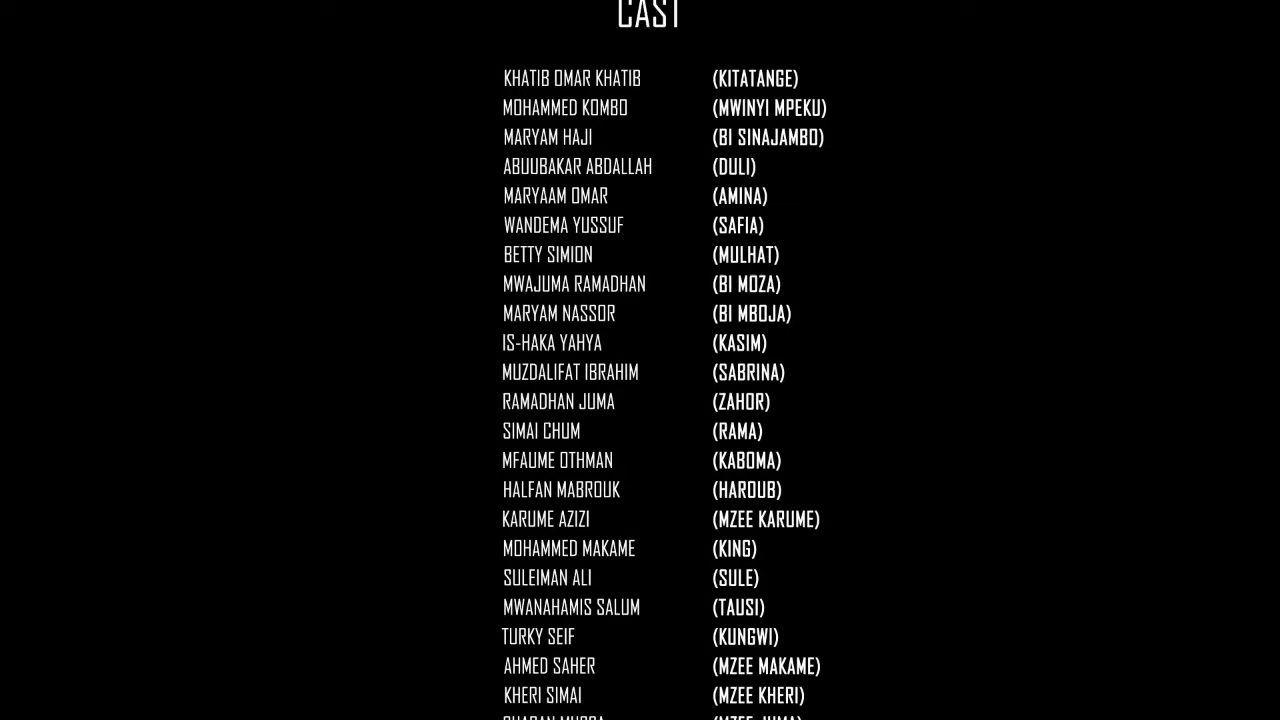 CAST
KHATIB OMAR KHATIB (KITATANGE)
MOHAMMED KOMBO (MWINYI MPEKU)
MARYAM HAJI (BI SINAJAMBO)
ABUUBAKAR ABDALLAH (DULI)
MARYAAM OMAR (AMINA)
WANDEMA YUSSUF (SAFIA)
BETTY SIMION (MULHAT)
MWAJUMA RAMADHAN (BI MOZA)
MARYAM NASSOR (BI MBOJA)
IS-HAKA YAHYA (KASIM)
MUZDALIFAT IBRAHIM (SABRINA)
RAMADHAN JUMA (ZAHOR)
SIMAI CHUM (RAMA)
MFAUME OTHMAN (KABOMA)
HALFAN MABROUK (HAROUB)
KARUME AZIZI (MZEE KARUME)
MOHAMMED MAKAME (KING)
SULEIMAN ALI (SULE)
MWANAHAMIS SALUM (TAUSI)
TURKY SEIF (KUNGWI)
AHMED SAHER (MZEE MAKAME)
KHERI SIMAI (MZEE KHERI)
(MZEE JUMA)